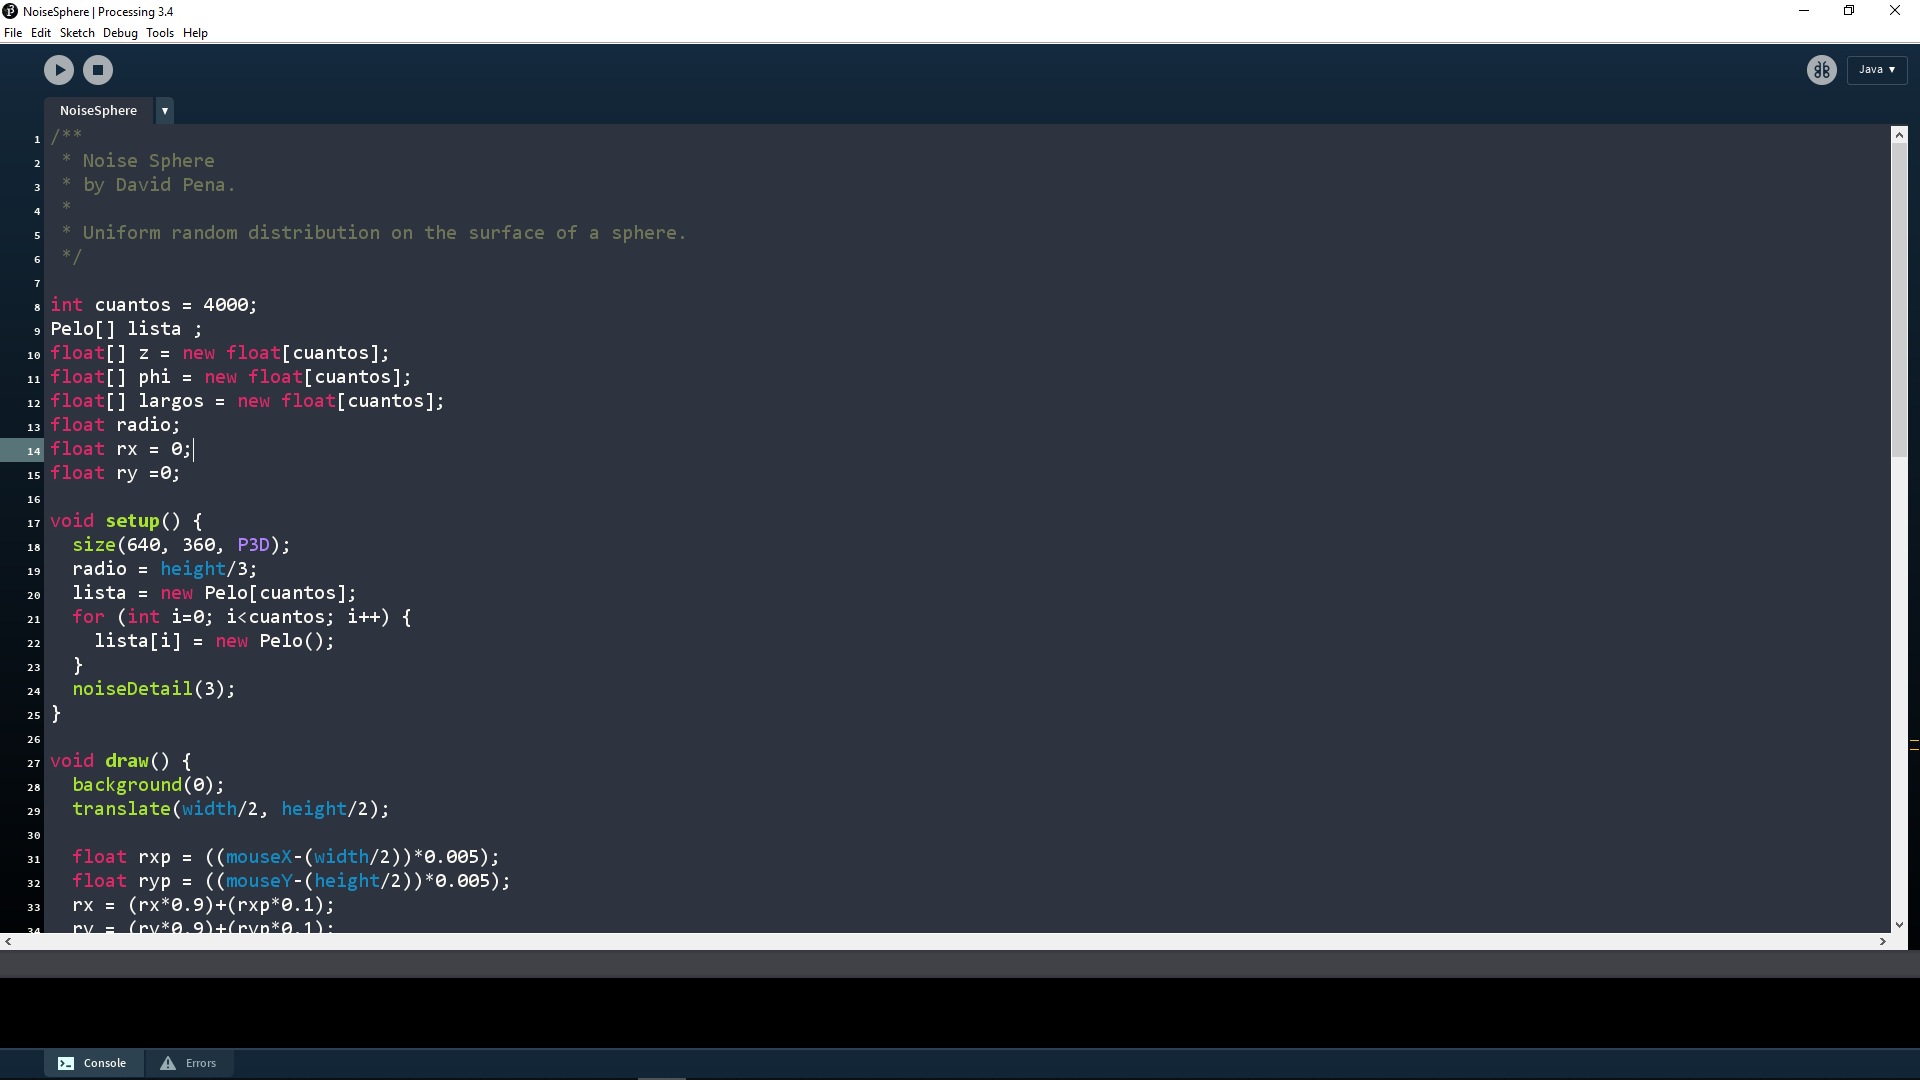 NoiseSphere | Processing 3.4
File Edit Sketch Debug Tools Help
Java ▼
NoiseSphere ▼
1 /**
2  * Noise Sphere
3  * by David Pena.
4  *
5  * Uniform random distribution on the surface of a sphere.
6  */
7
8 int cuantos = 4000;
9 Pelo[] lista ;
10 float[] z = new float[cuantos];
11 float[] phi = new float[cuantos];
12 float[] largos = new float[cuantos];
13 float radio;
14 float rx = 0;
15 float ry =0;
16
17 void setup() {
18   size(640, 360, P3D);
19   radio = height/3;
20   lista = new Pelo[cuantos];
21   for (int i=0; i<cuantos; i++) {
22     lista[i] = new Pelo();
23   }
24   noiseDetail(3);
25 }
26
27 void draw() {
28   background(0);
29   translate(width/2, height/2);
30
31   float rxp = ((mouseX-(width/2))*0.005);
32   float ryp = ((mouseY-(height/2))*0.005);
33   rx = (rx*0.9)+(rxp*0.1);
34   ry = (ry*0.9)+(ryp*0.1);
Console Errors